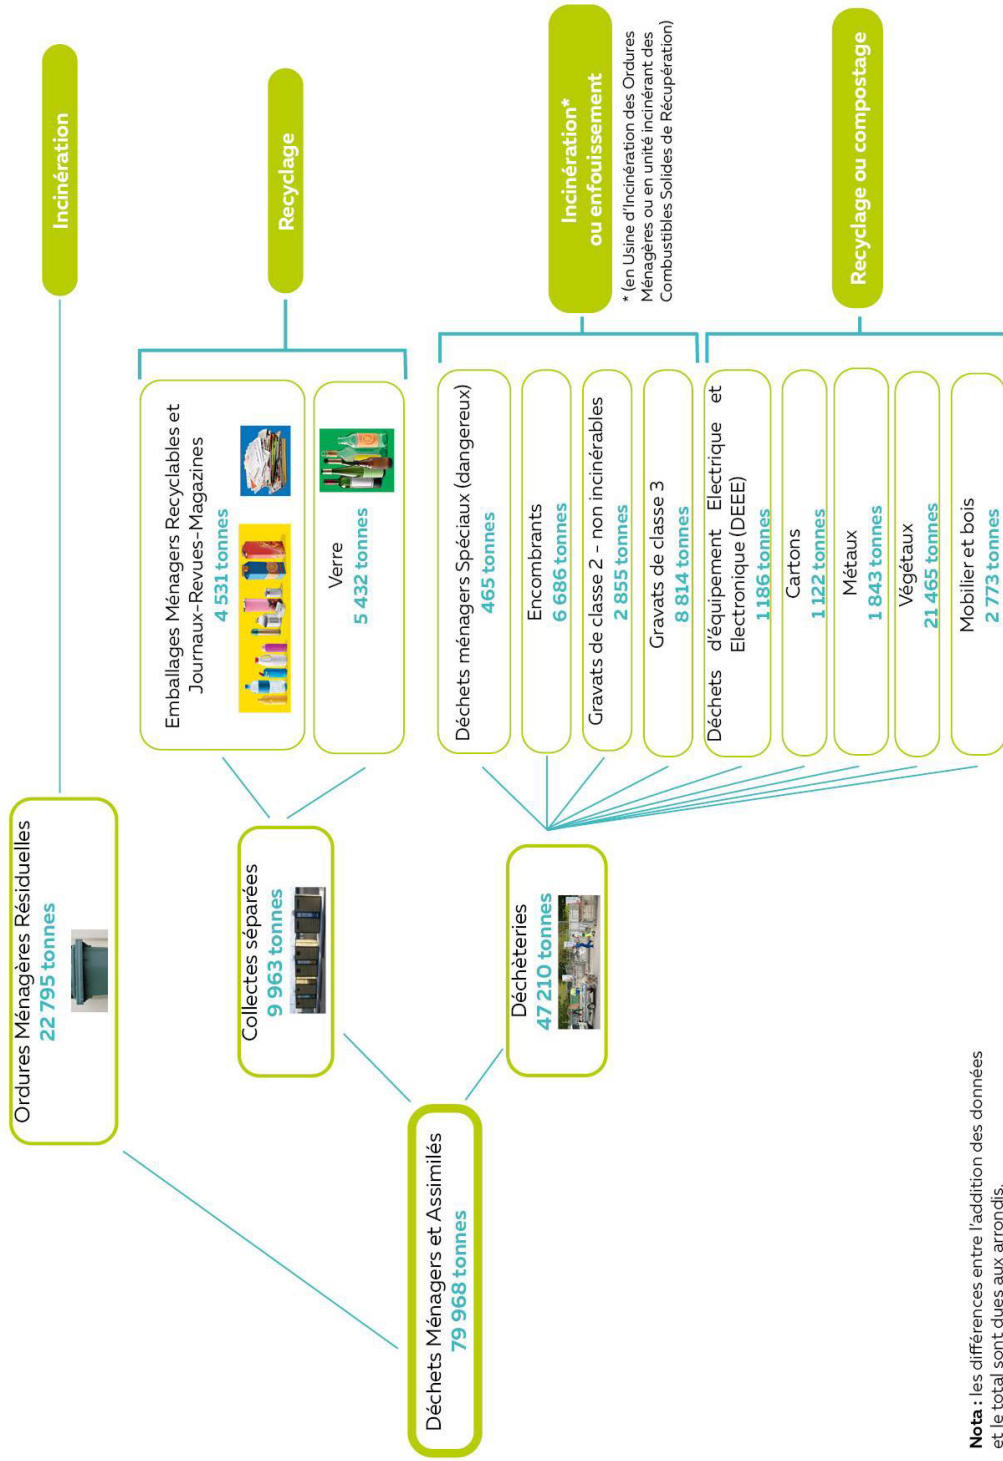 Déchets Ménagers et Assimilés
79 968 tonnes
Ordures Ménagères Résiduelles
22 795 tonnes
Collectes séparées
9 963 tonnes
Déchèteries
47 210 tonnes
Emballages Ménagers Recyclables et
Journaux-Revues-Magazines
4 531 tonnes
Verre
5 432 tonnes
Déchets ménagers Spéciaux (dangereux)
465 tonnes
Encombrants
6 686 tonnes
Gravats de classe 2 - non incinérables
2 855 tonnes
Gravats de classe 3
8 814 tonnes
Déchets d'équipement Electrique et
Electronique (DEEE)
1 186 tonnes
Cartons
1 122 tonnes
Métaux
1 843 tonnes
Végétaux
21 465 tonnes
Mobilier et bois
2 773 tonnes
Incinération
Recyclage
Incinération*
ou enfouissement
* (en Usine d'Incinération des Ordures
Ménagères ou en unité incinérant des
Combustibles Solides de Récupération)
Recyclage ou compostage
Nota : les différences entre l'addition des données
et le total sont dues aux arrondis.